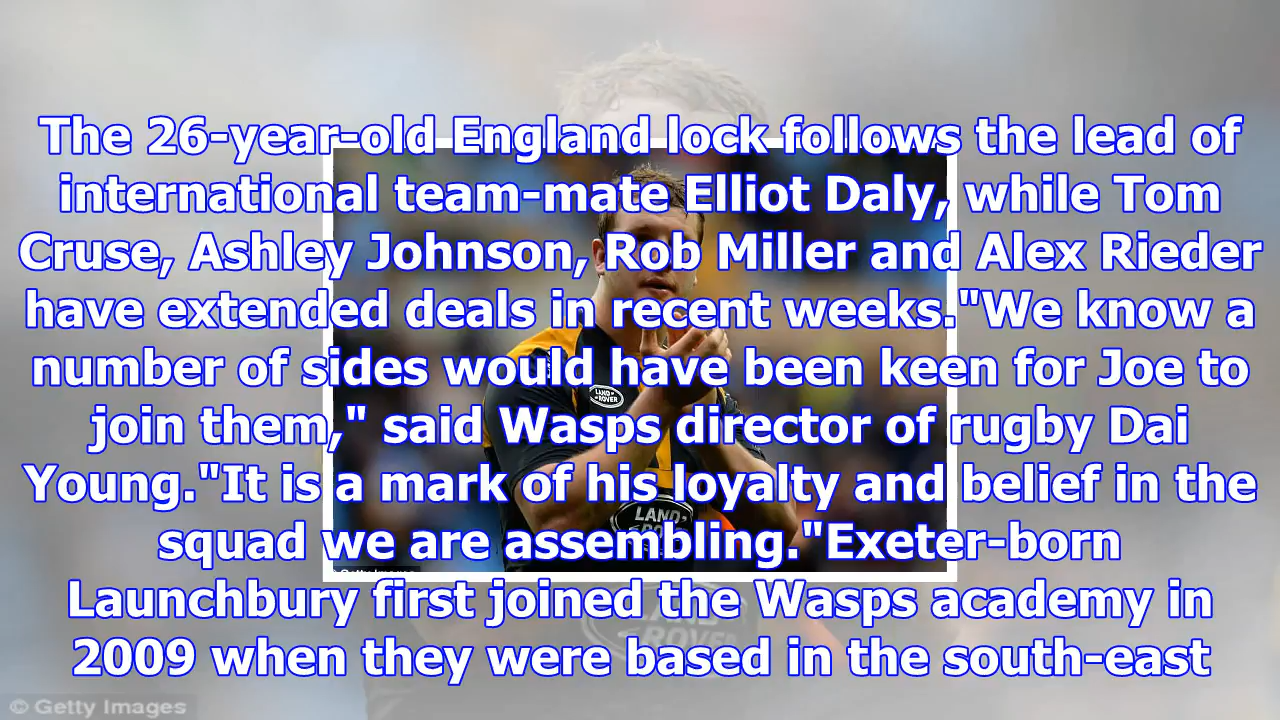 The 26-year-old England lock follows the lead of
international team-mate Elliot Daly, while Tom
Cruse, Ashley Johnson, Rob Miller and Alex Rieder
have extended deals in recent weeks."We know a
number of sides would have been keen for Joe to
join them," said Wasps director of rugby Dai
Young."It is a mark of his loyalty and belief in the
squad we are assembling."Exeter-born
Launchbury first joined the Wasps academy in
2009 when they were based in the south-east
LAND
ROVER
LAND
ROVER
© Getty Images